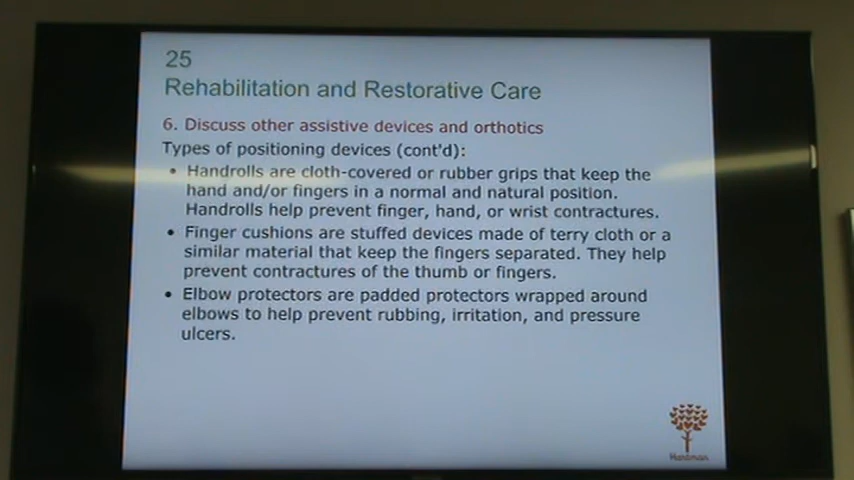 25
Rehabilitation and Restorative Care
6. Discuss other assistive devices and orthotics
Types of positioning devices (cont'd):
• Handrolls are cloth-covered or rubber grips that keep the
hand and/or fingers in a normal and natural position.
Handrolls help prevent finger, hand, or wrist contractures.
• Finger cushions are stuffed devices made of terry cloth or a
similar material that keep the fingers separated. They help
prevent contractures of the thumb or fingers.
• Elbow protectors are padded protectors wrapped around
elbows to help prevent rubbing, irritation, and pressure
ulcers.
Hartman